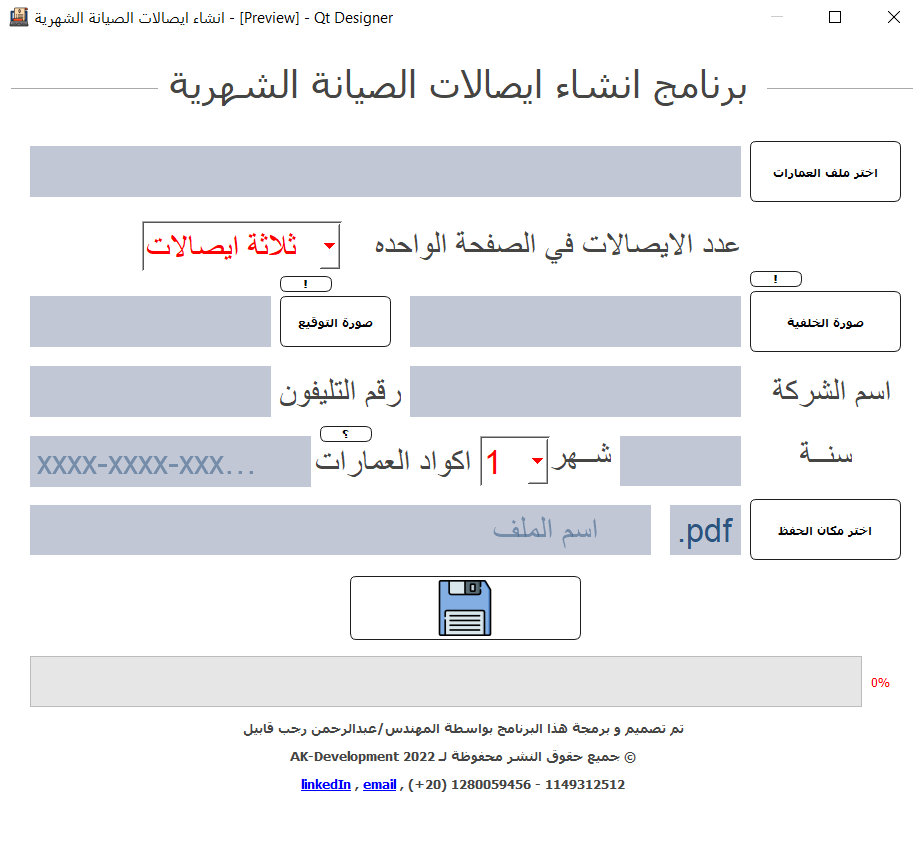 انشاء ايصالات الصيانة الشهرية - [Preview] - Qt Designer
برنامج انشاء ايصالات الصيانة الشهرية
اختر ملف العمارات
عدد الايصالات في الصفحة الواحده
ثلاثة ايصالات
!
!
صورة الخلفية
صورة التوقيع
اسم الشركة
رقم التليفون
؟
سنــة
شــهر
1
اكواد العمارات
xxxx-xxxx-xxx...
اختر مكان الحفظ
.pdf
اسم الملف
0%
تم تصميم و برمجة هذا البرنامج بواسطة المهندس/عبدالرحمن رجب قابيل
© جميع حقوق النشر محفوظة لـ AK-Development 2022
linkedIn , email , (+20) 1280059456 - 1149312512